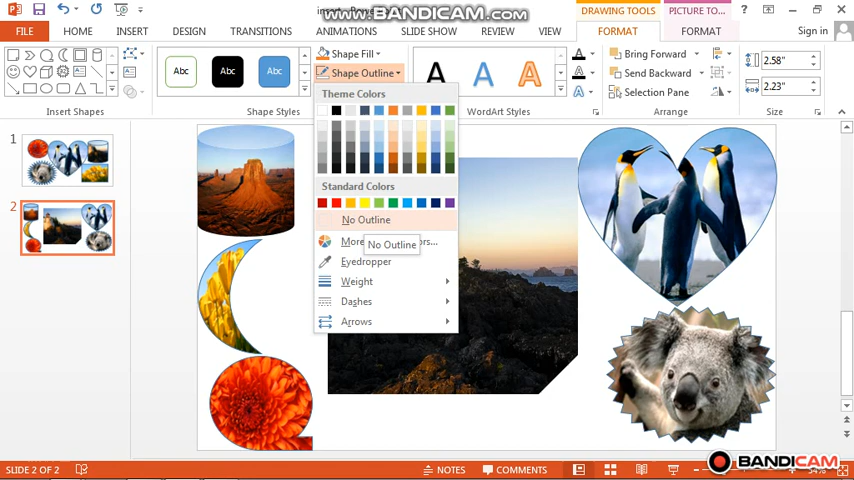 insert - Powe
www.BANDICAM.com
DRAWING TOOLS
PICTURE TO...
FILE
HOME
INSERT
DESIGN
TRANSITIONS
ANIMATIONS
SLIDE SHOW
REVIEW
VIEW
FORMAT
FORMAT
Sign in
Abc
Abc
Abc
Shape Fill
Shape Outline
A
A
A
Bring Forward
Send Backward
Selection Pane
2.58"
2.23"
Insert Shapes
Shape Styles
WordArt Styles
Arrange
Size
Theme Colors
Standard Colors
No Outline
More
ors...
No Outline
Eyedropper
Weight
Dashes
Arrows
1
2
SLIDE 2 OF 2
NOTES
COMMENTS
BANDICAM